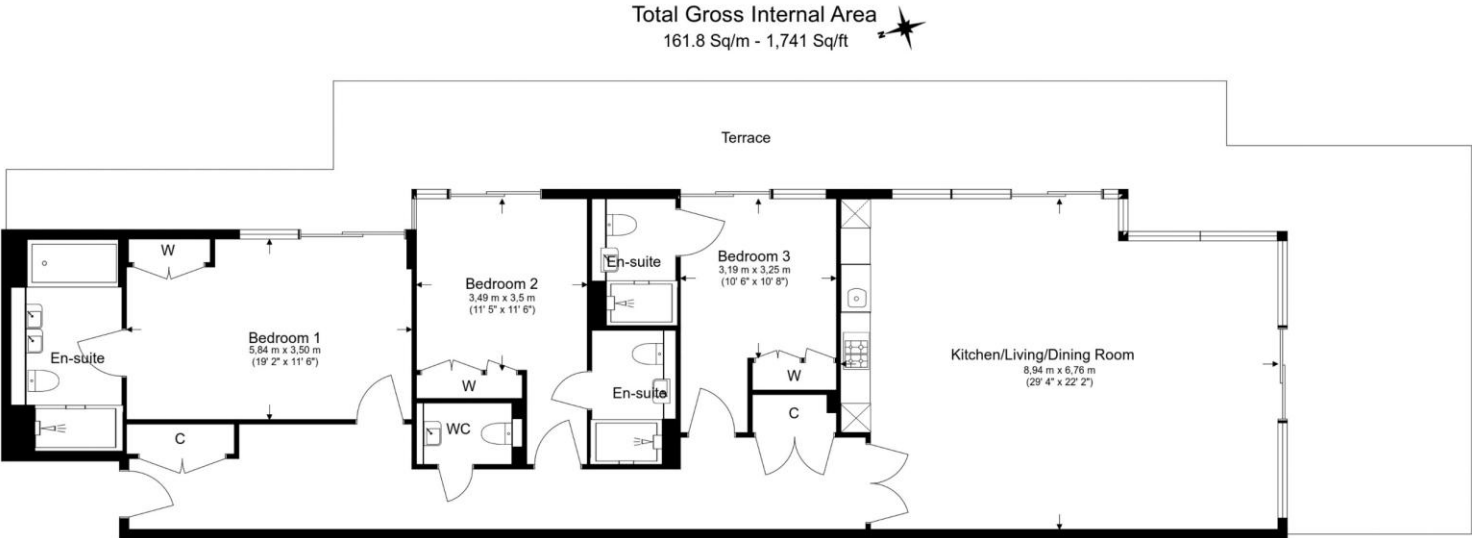 Total Gross Internal Area
161.8 Sq/m - 1,741 Sq/ft
N
Terrace
W
Bedroom 1
5,84 m x 3,50 m
(19' 2" x 11' 6")
En-suite
C
Bedroom 2
3,49 m x 3,5 m
(11' 5" x 11' 6")
W
WC
En-suite
En-suite
Bedroom 3
3,19 m x 3,25 m
(10' 6" x 10' 8")
W
C
Kitchen/Living/Dining Room
8,94 m x 6,76 m
(29' 4" x 22' 2")